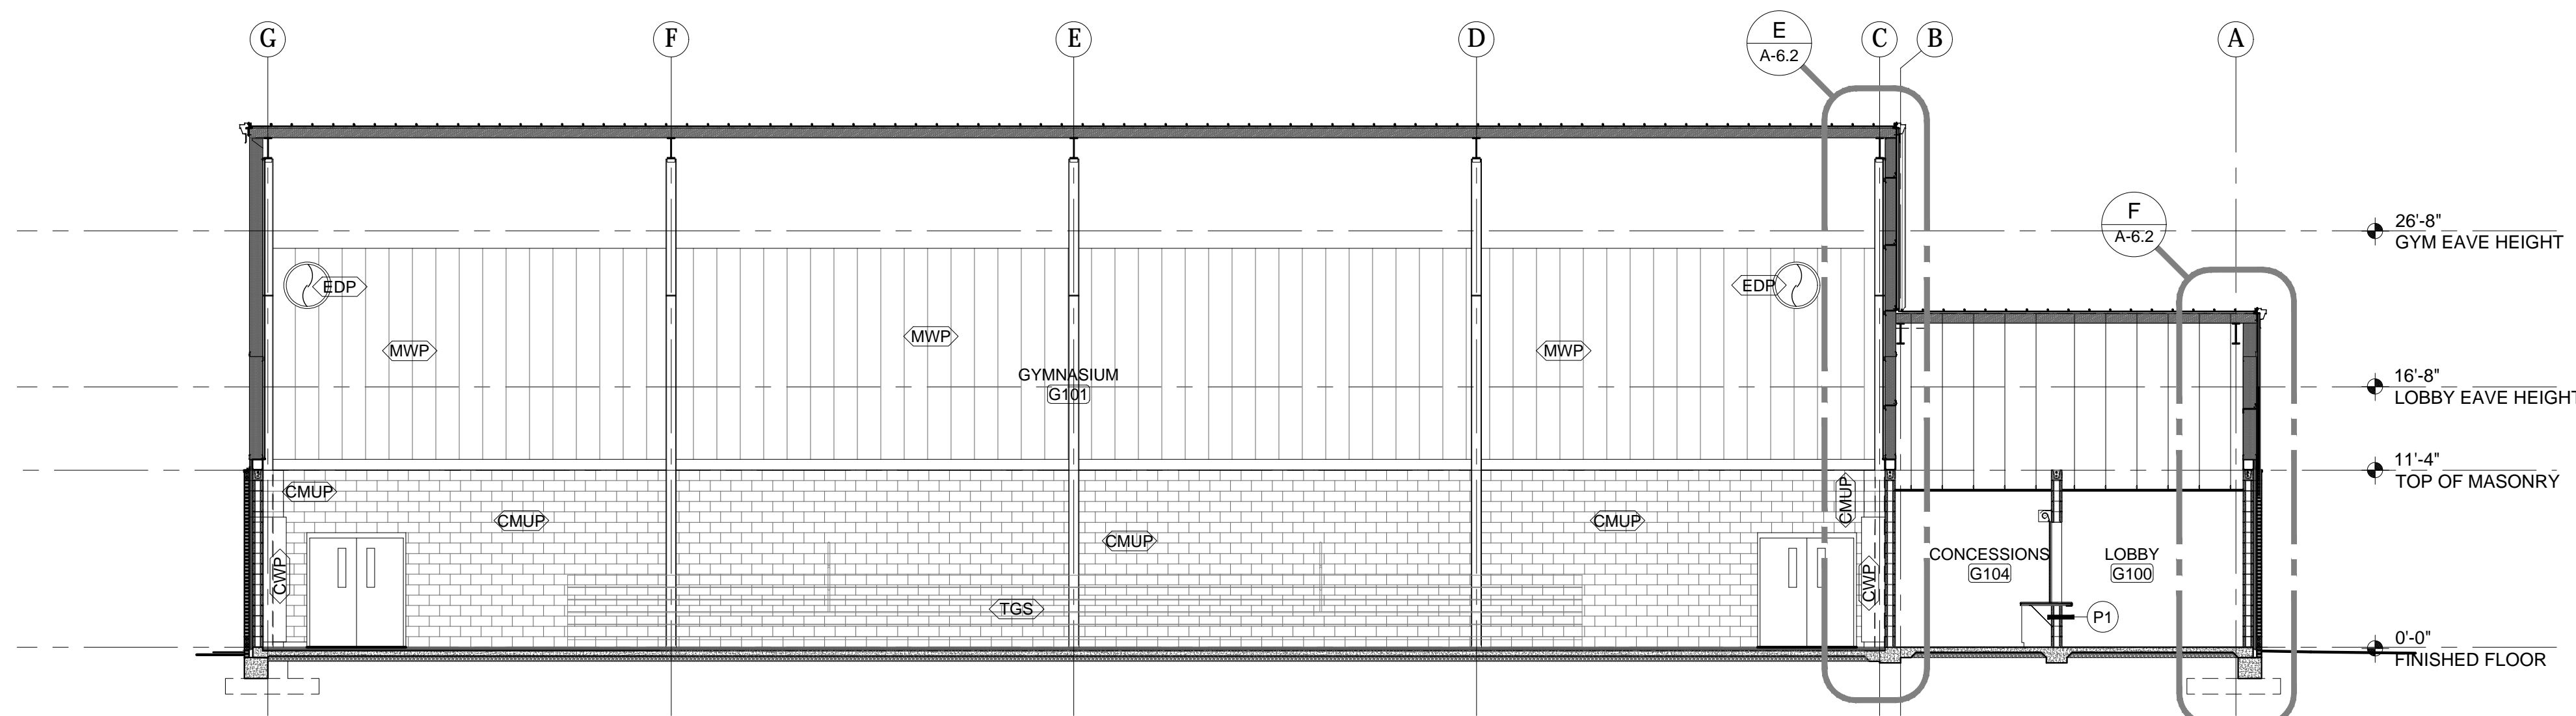 G
F
E
D
C
B
A
E
A-6.2
F
A-6.2
26'-8"
GYM EAVE HEIGHT
EDP
EDP
MWP
MWP
MWP
GYMNASIUM
G101
16'-8"
LOBBY EAVE HEIGHT
11'-4"
TOP OF MASONRY
CMUP
CMUP
CMUP
CMUP
CMUP
CWP
CWP
CONCESSIONS
G104
LOBBY
G100
TGS
P1
0'-0"
FINISHED FLOOR